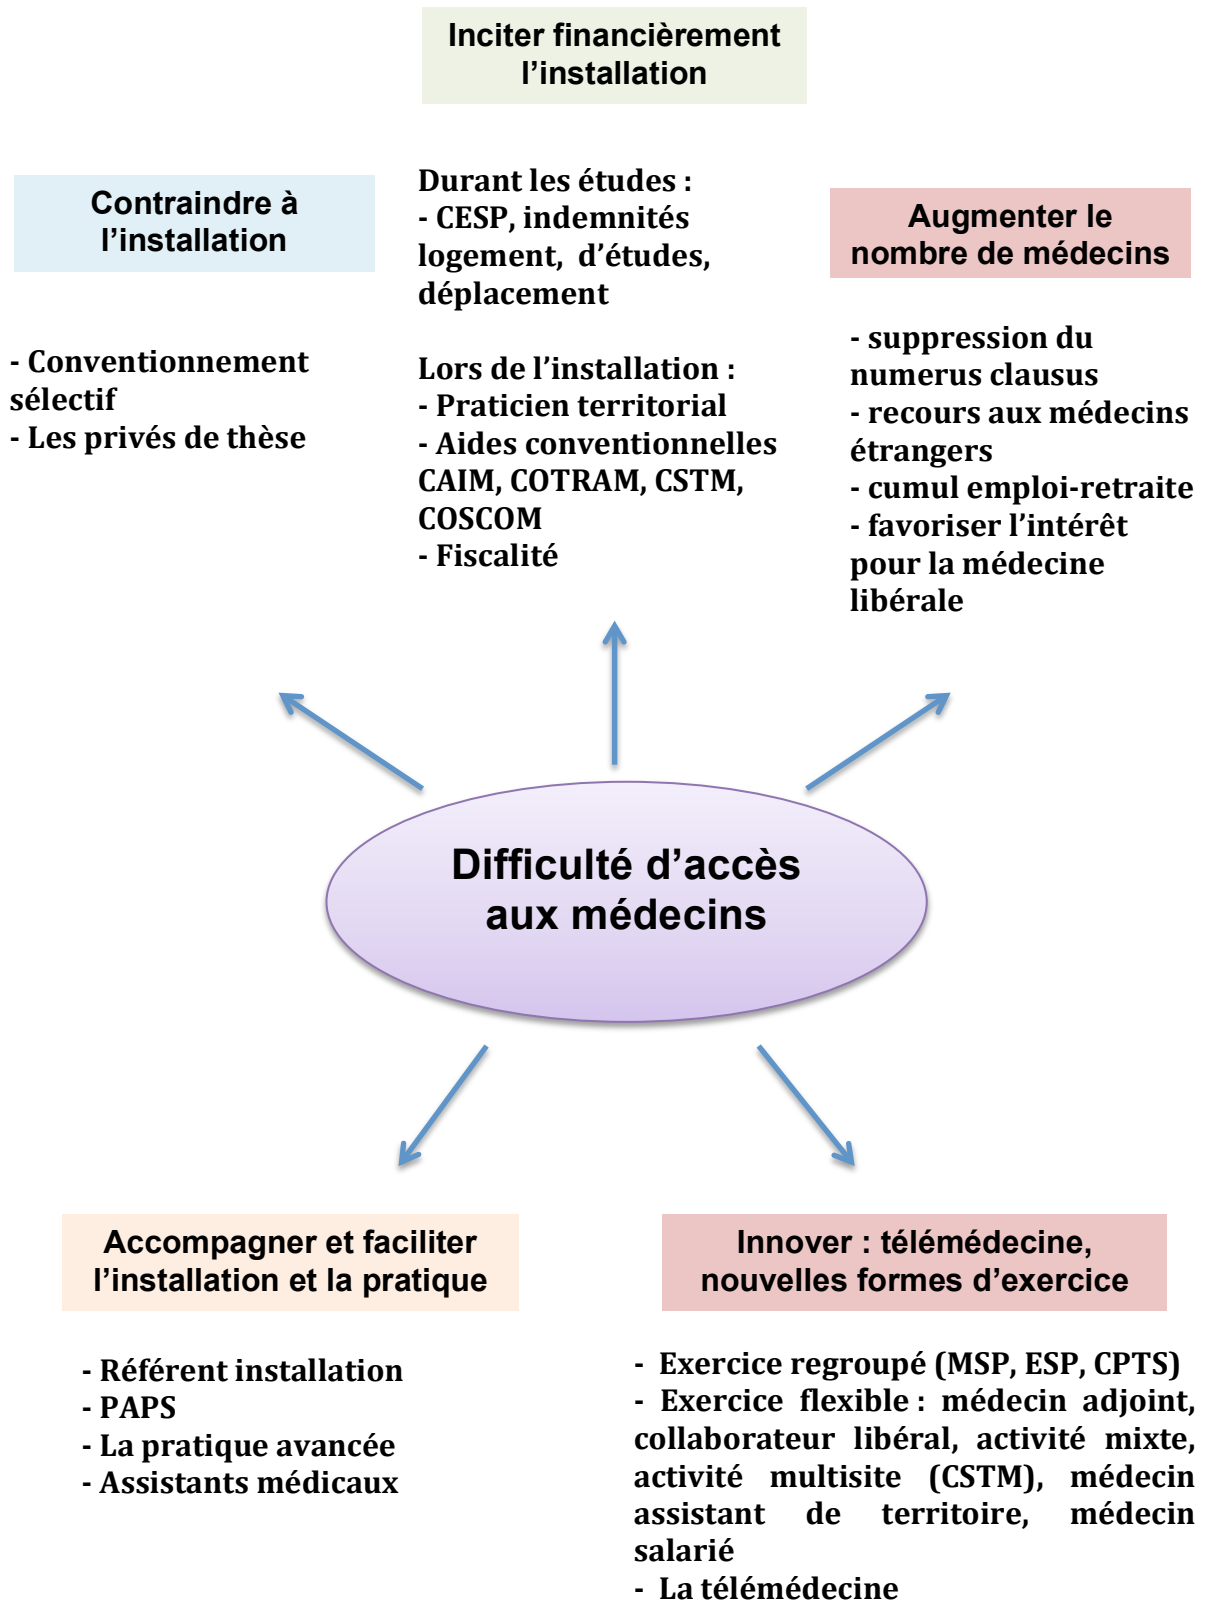 Inciter financièrement
l’installation
Contraindre à
l’installation
- Conventionnement
sélectif
- Les privés de thèse
Durant les études :
- CESP, indemnités
logement, d’études,
déplacement
Lors de l’installation :
- Praticien territorial
- Aides conventionnelles
CAIM, COTRAM, CSTM,
COSCOM
- Fiscalité
Augmenter le
nombre de médecins
- suppression du
numerus clausus
- recours aux médecins
étrangers
- cumul emploi-retraite
- favoriser l’intérêt
pour la médecine
libérale
Difficulté d’accès
aux médecins
Accompagner et faciliter
l’installation et la pratique
- Référent installation
- PAPS
- La pratique avancée
- Assistants médicaux
Innover : télémédecine,
nouvelles formes d’exercice
- Exercice regroupé (MSP, ESP, CPTS)
- Exercice flexible : médecin adjoint,
collaborateur libéral, activité mixte,
activité multisite (CSTM), médecin
assistant de territoire, médecin
salarié
- La télémédecine